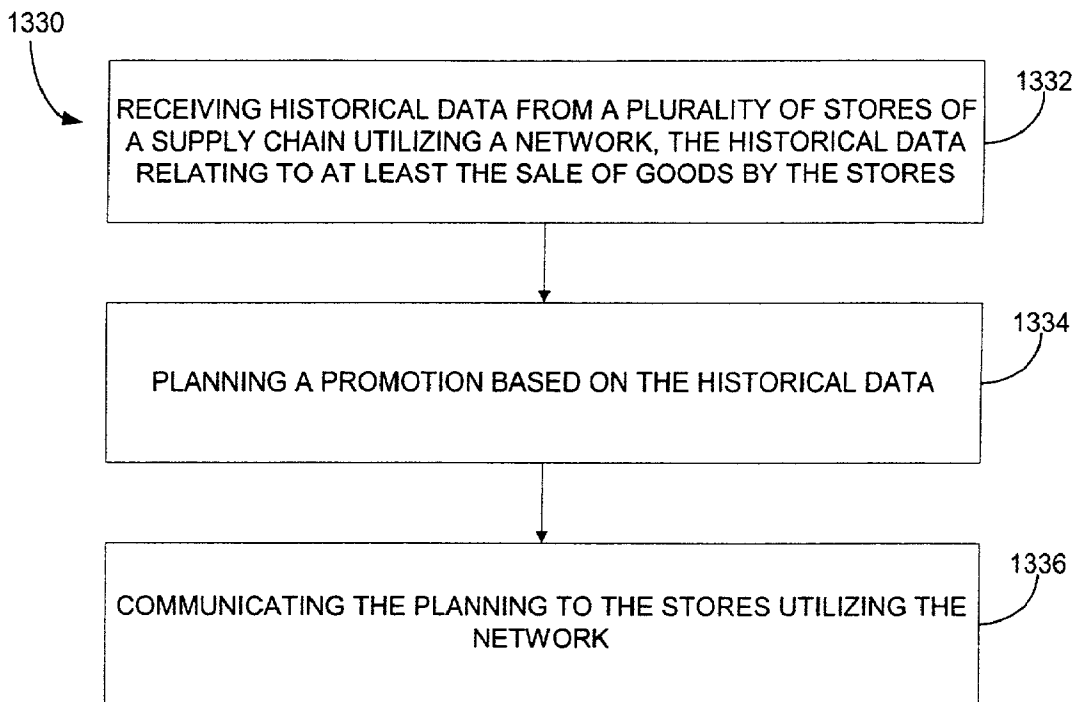 1330
1332
RECEIVING HISTORICAL DATA FROM A PLURALITY OF STORES OF
A SUPPLY CHAIN UTILIZING A NETWORK, THE HISTORICAL DATA
RELATING TO AT LEAST THE SALE OF GOODS BY THE STORES
1334
PLANNING A PROMOTION BASED ON THE HISTORICAL DATA
1336
COMMUNICATING THE PLANNING TO THE STORES UTILIZING THE
NETWORK